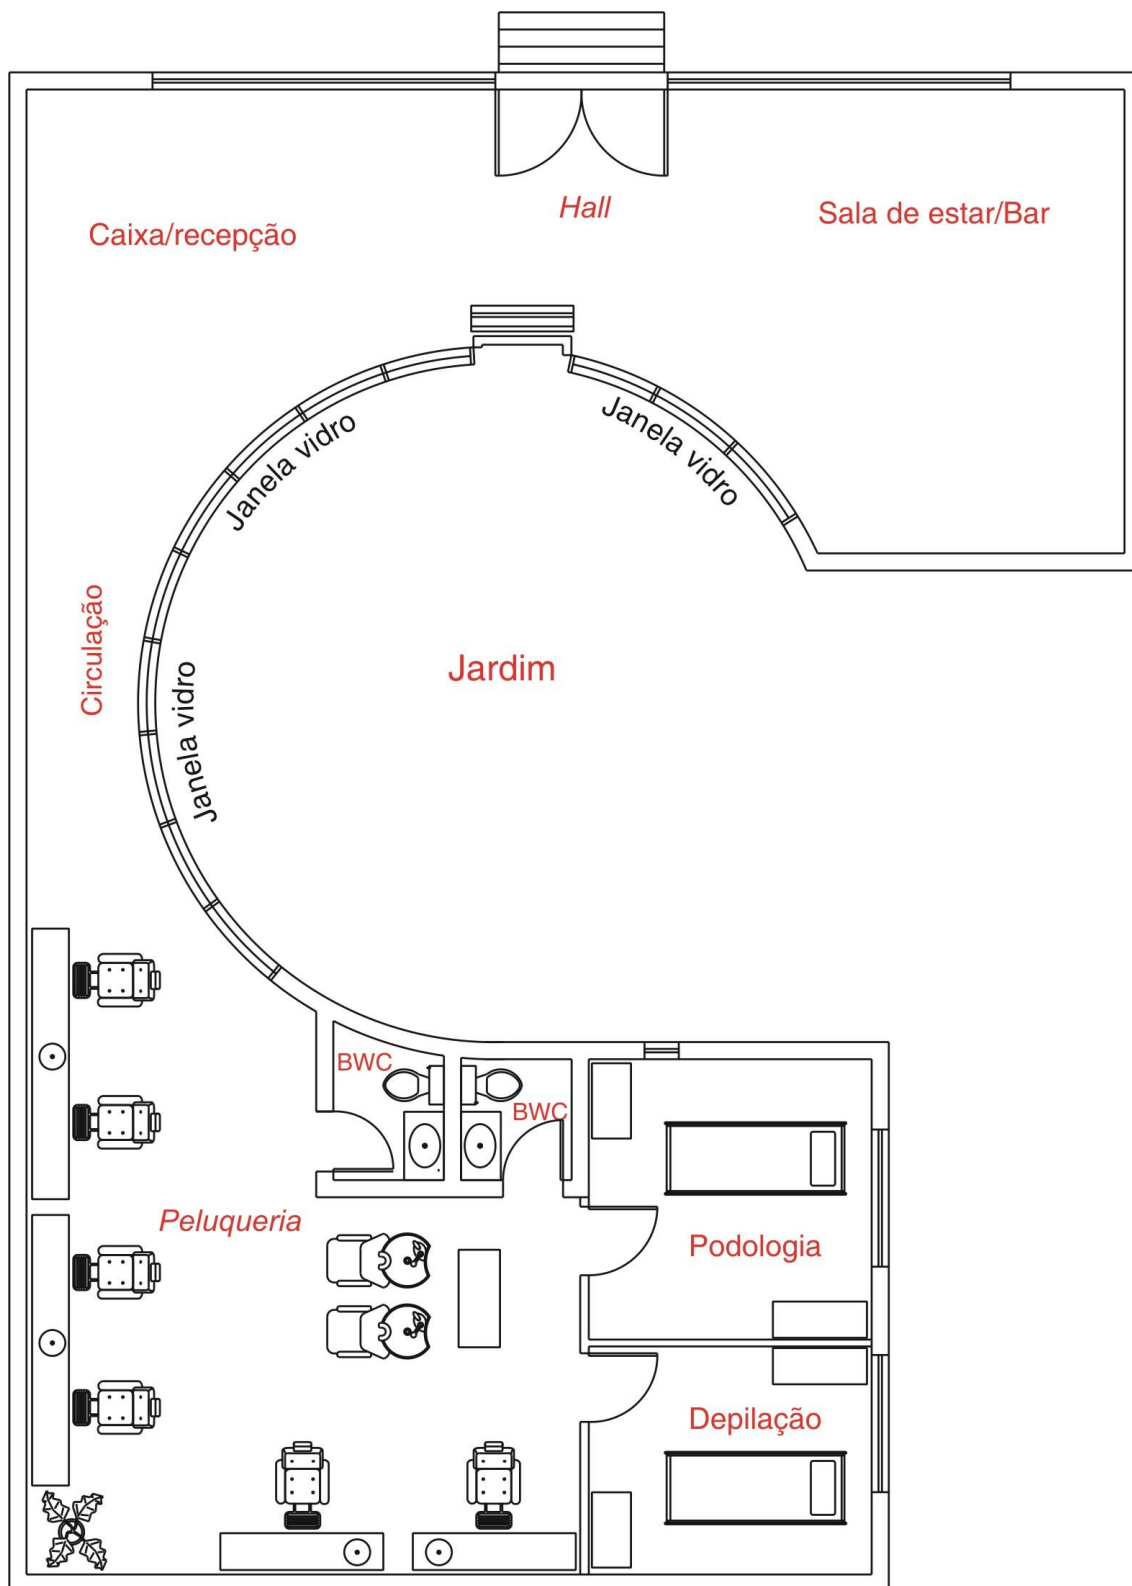 Hall
Sala de estar/Bar
Caixa/recepção
Janela vidro
Janela vidro
Circulação
Jardim
Janela vidro
BWC
BWC
Peluqueria
Podologia
Depilação